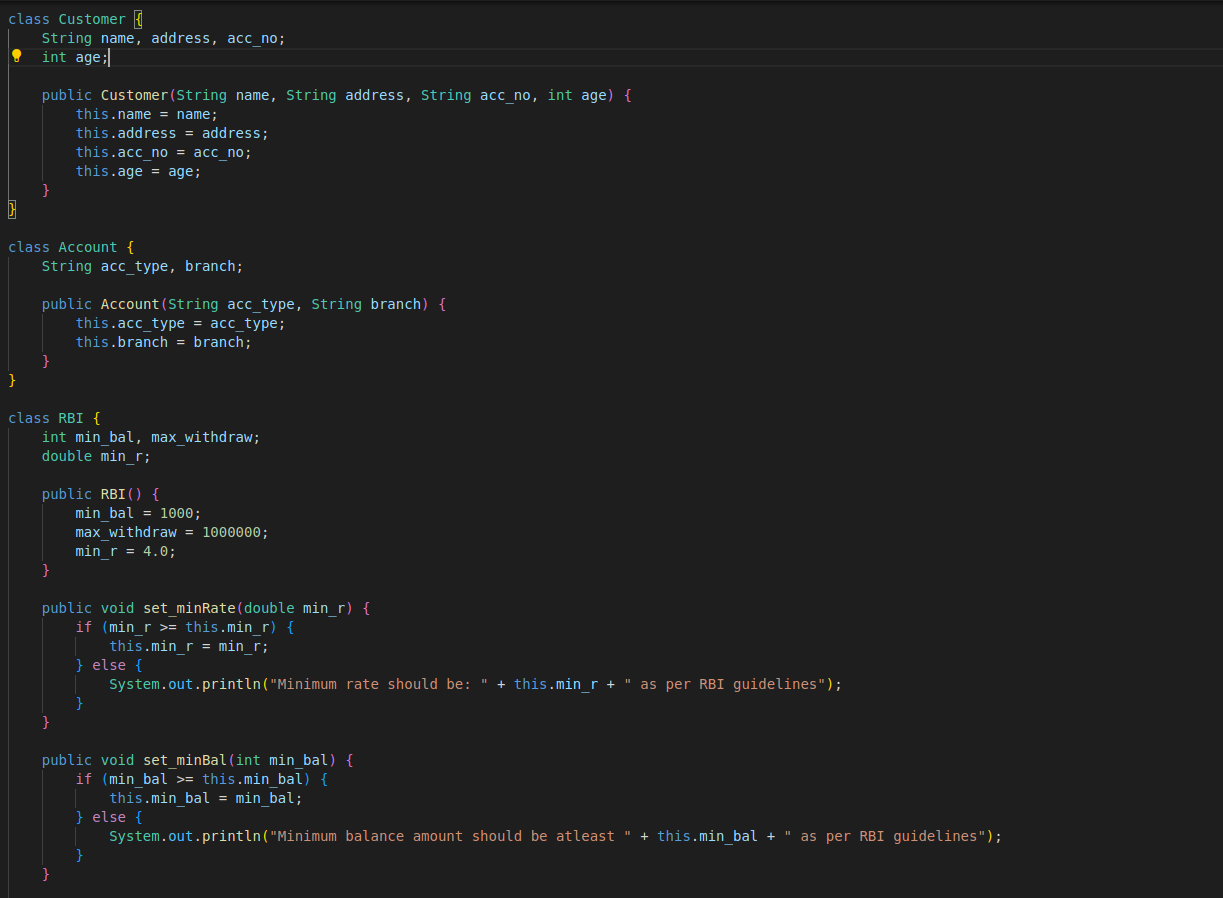 class Customer {
    String name, address, acc_no;
    int age;

    public Customer(String name, String address, String acc_no, int age) {
        this.name = name;
        this.address = address;
        this.acc_no = acc_no;
        this.age = age;
    }
}

class Account {
    String acc_type, branch;

    public Account(String acc_type, String branch) {
        this.acc_type = acc_type;
        this.branch = branch;
    }
}

class RBI {
    int min_bal, max_withdraw;
    double min_r;

    public RBI() {
        min_bal = 1000;
        max_withdraw = 1000000;
        min_r = 4.0;
    }

    public void set_minRate(double min_r) {
        if (min_r >= this.min_r) {
            this.min_r = min_r;
        } else {
            System.out.println("Minimum rate should be: " + this.min_r + " as per RBI guidelines");
        }
    }

    public void set_minBal(int min_bal) {
        if (min_bal >= this.min_bal) {
            this.min_bal = min_bal;
        } else {
            System.out.println("Minimum balance amount should be atleast " + this.min_bal + " as per RBI guidelines");
        }
    }